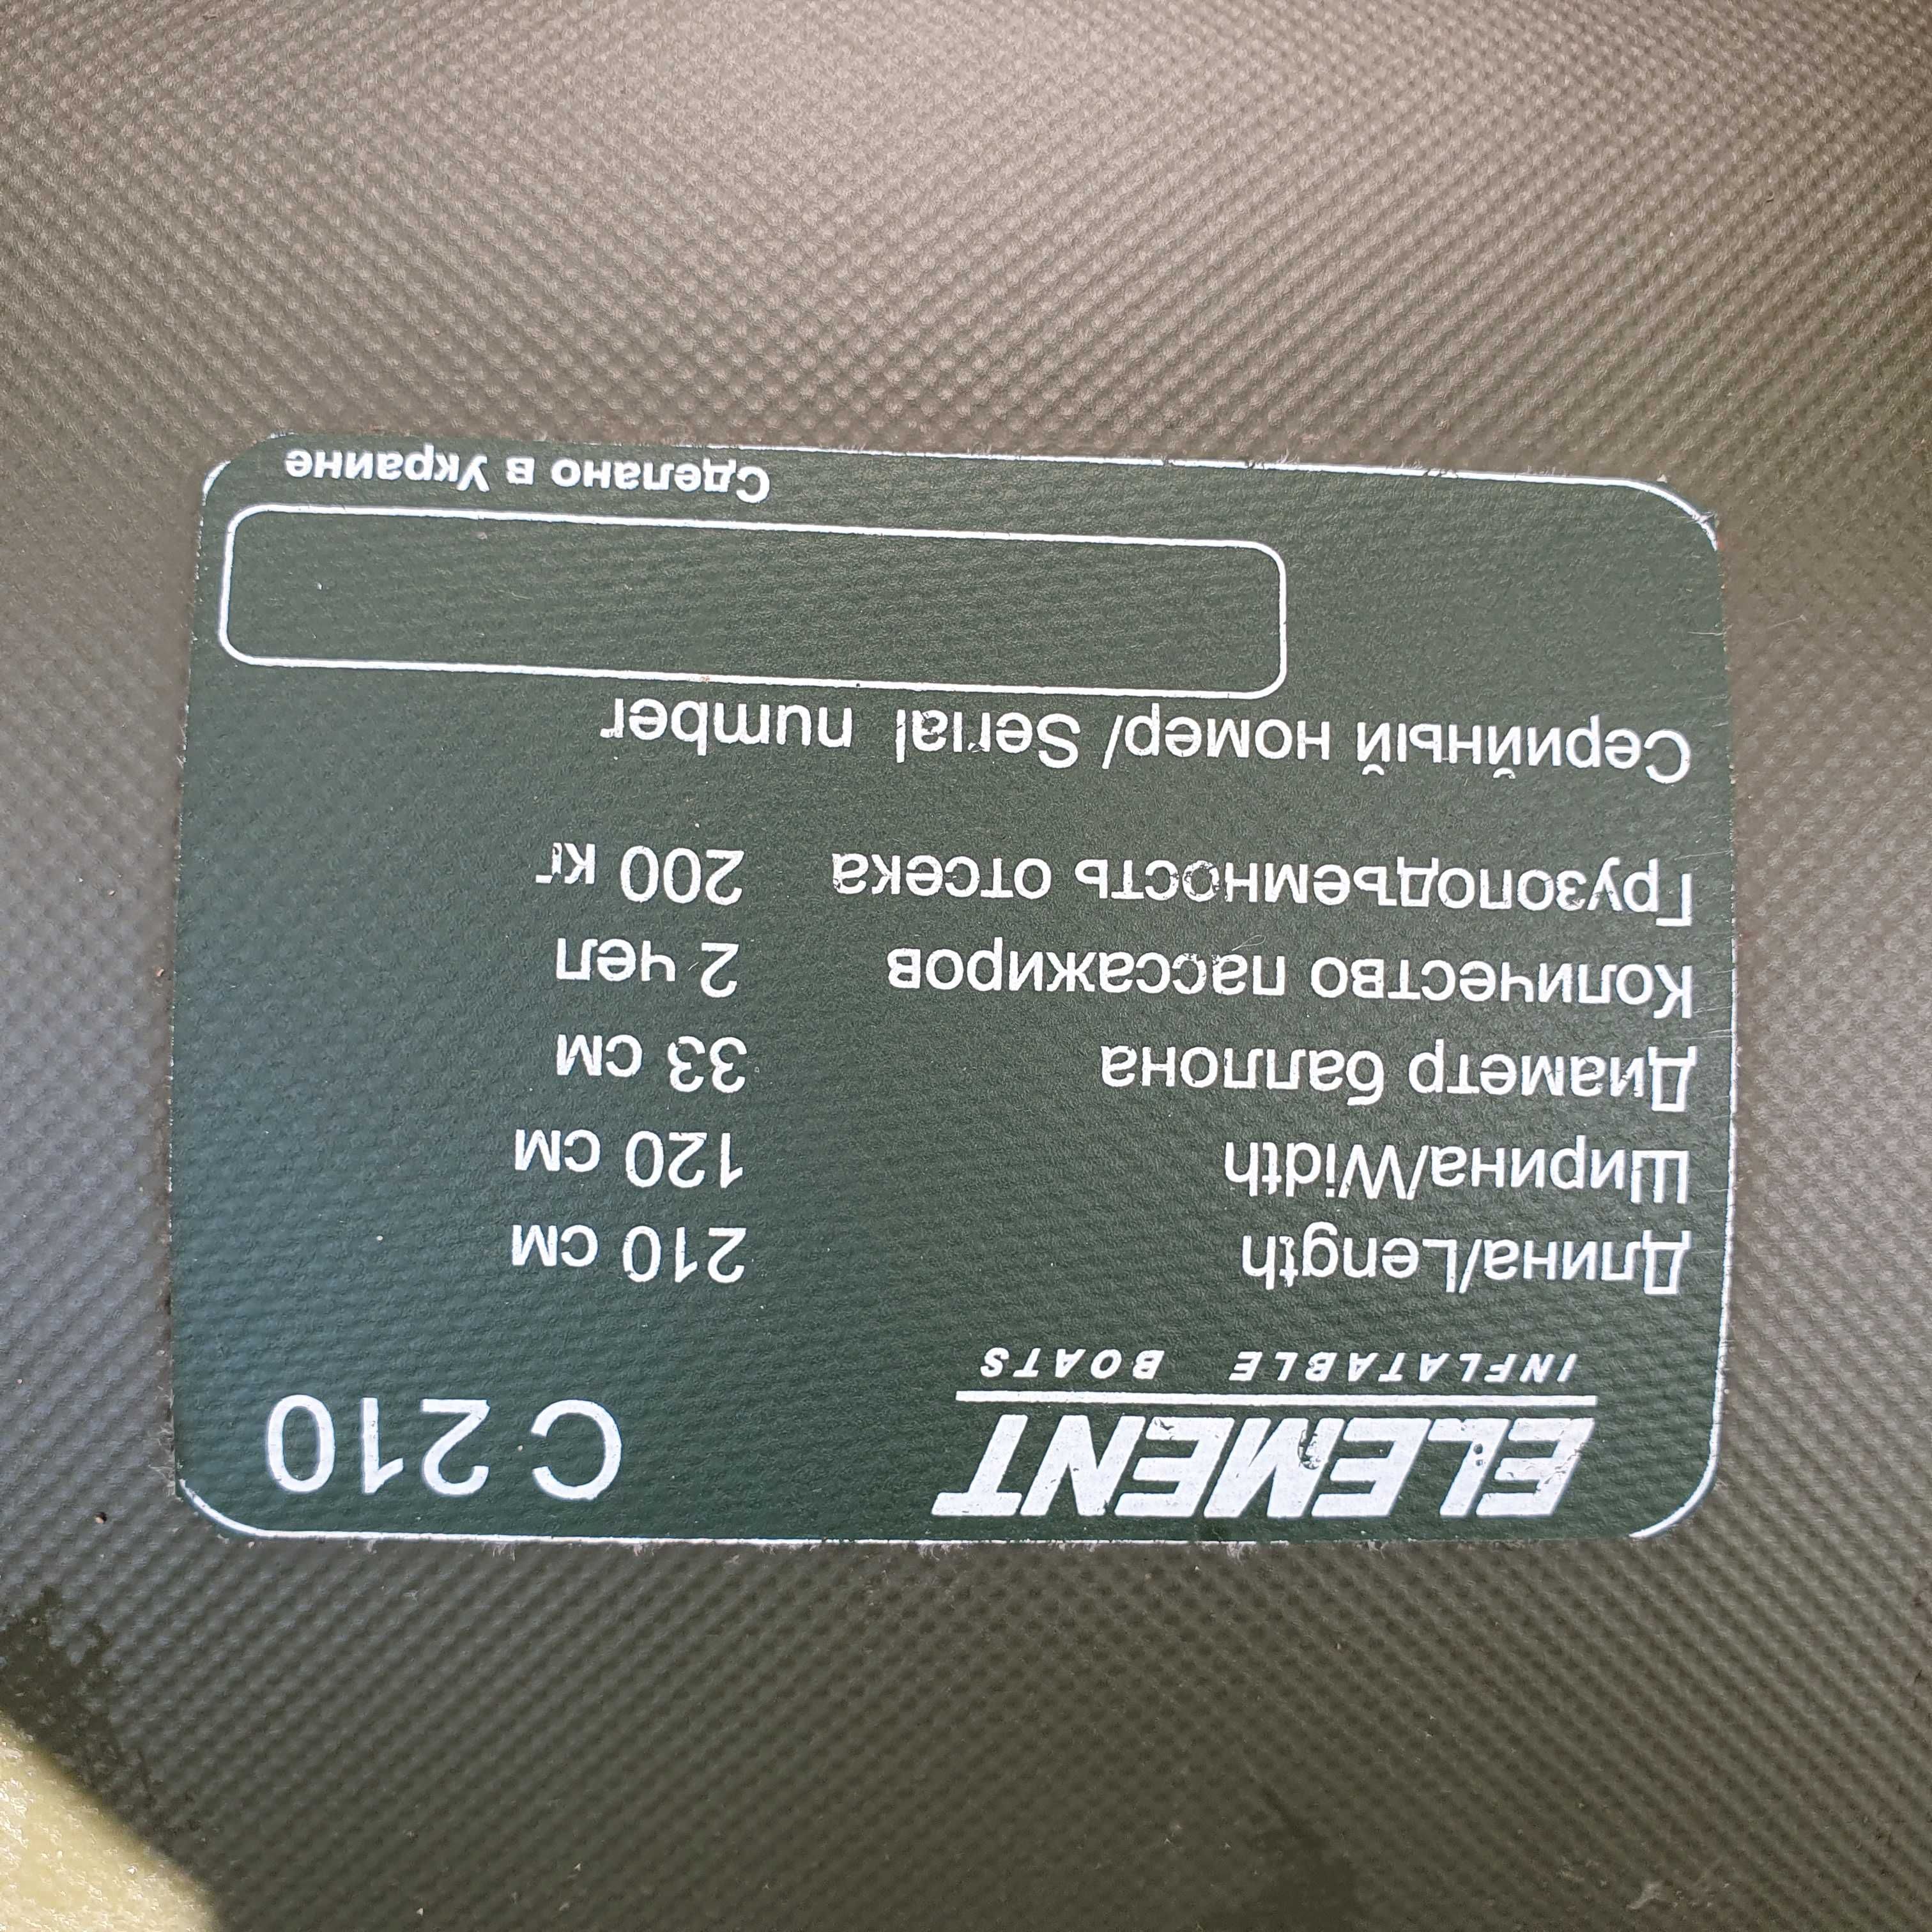 ELEMENT C 210
INFLATABLE BOATS
Длина/Length 210 см
Ширина/Width 120 см
Диаметр баллона 33 см
Количество пассажиров 2 чел
Грузоподъемность отсека 200 кг
Серийный номер/ Serial number
Сделано в Украине